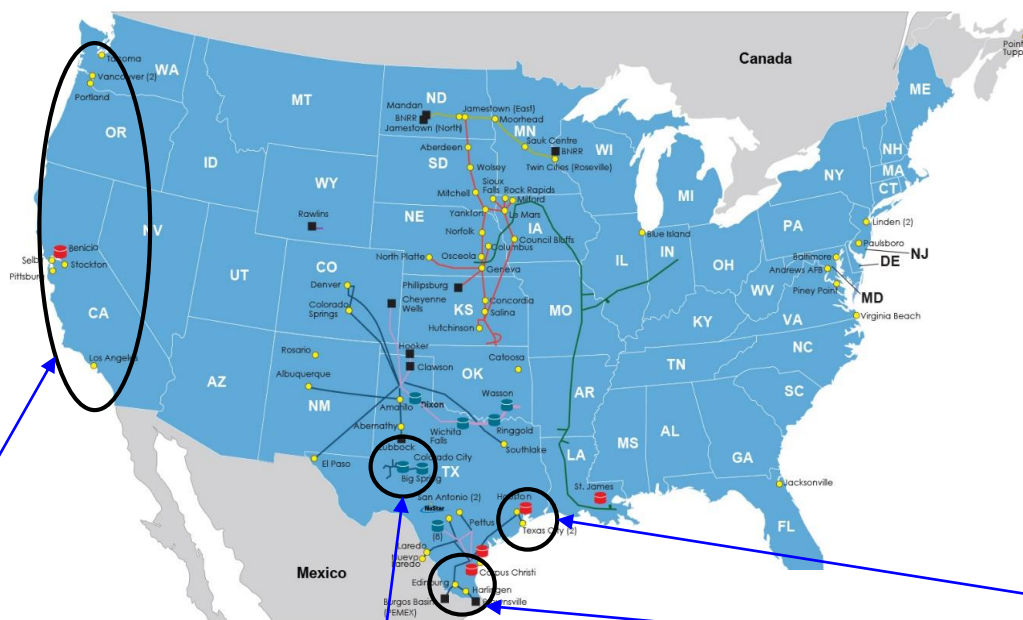 Canada
Point
Tupp
Tacoma
WA
Vancouver (2)
Portland
OR
MT
ID
WY
Rawlins
NV
UT
CO
CA
AZ
NM
Benicia
Selb
Stockton
Pittsburg
Los Angeles
ND
Mandan
BNRR
Jamestown (East)
Jamestown (North)
Moorhead
MN
Sauk Centre
BNRR
Twin Cities (Roseville)
Aberdeen
SD
Wolsey
Sioux
Falls
Rock Rapids
Mitchell
Milford
Yankton
Le Mars
NE
IA
Norfolk
Columbus
Council Bluffs
Osceola
North Platte
Geneva
Phillipsburg
Concordia
KS
Salina
Hutchinson
WI
MI
Blue Island
IL
IN
OH
MO
KY
WV
VA
TN
NC
SC
AR
MS
AL
GA
LA
FL
Jacksonville
ME
NH
MA
CT
NY
PA
Linden (2)
Paulsboro
NJ
Baltimore
DE
Andrews AFB
Piney Point
MD
Virginia Beach
Denver
Colorado
Springs
Cheyenne
Wells
Hooker
Clawson
Rosario
Albuquerque
OK
Catoosa
Amarillo
Dixon
Wasson
Abernathy
Wichita
Falls
Ringgold
Lubbock
Southlake
El Paso
Colorado City
Big Spring
TX
San Antonio (2)
NuStar
Houston
St. James
Pettus
Texas City (2)
(8)
Laredo
Nuevo
Laredo
Corpus Christi
Edinburg
Harlingen
Burgos Basin
(PEMEX)
Brownsville
Mexico